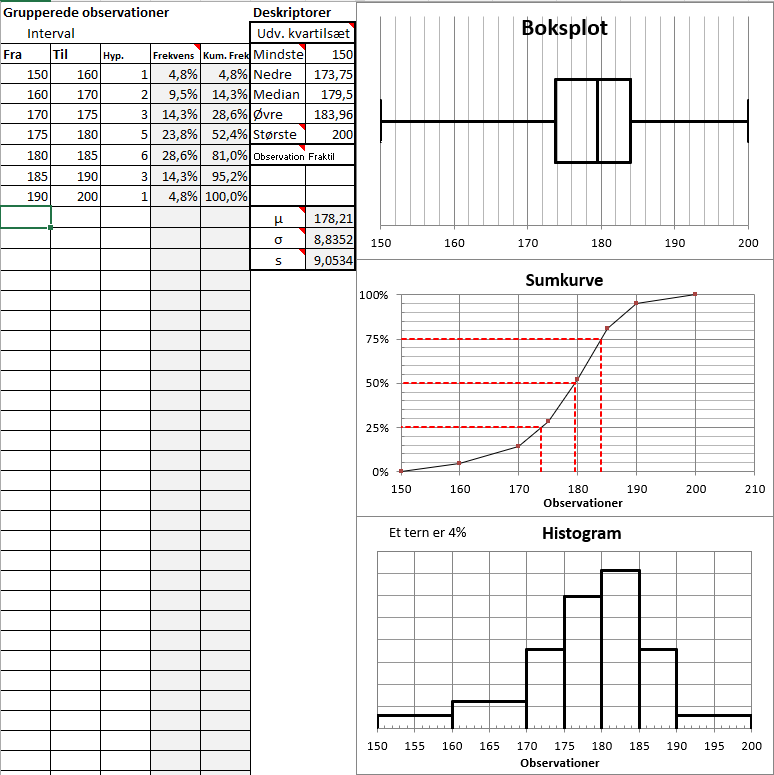 Grupperede observationer
Interval
Fra Til Hyp. Frekvens Kum. Frek
150 160 1 4,8% 4,8%
160 170 2 9,5% 14,3%
170 175 3 14,3% 28,6%
175 180 5 23,8% 52,4%
180 185 6 28,6% 81,0%
185 190 3 14,3% 95,2%
190 200 1 4,8% 100,0%
Deskriptorer
Udv. kvartilsæt
Mindste 150
Nedre 173,75
Median 179,5
Øvre 183,96
Største 200
Observation Fraktil
μ 178,21
σ 8,8352
s 9,0534
Boksplot
150 160 170 180 190 200
Sumkurve
100%
75%
50%
25%
0%
150 160 170 180 190 200 210
Observationer
Et tern er 4% Histogram
150 155 160 165 170 175 180 185 190 195 200
Observationer